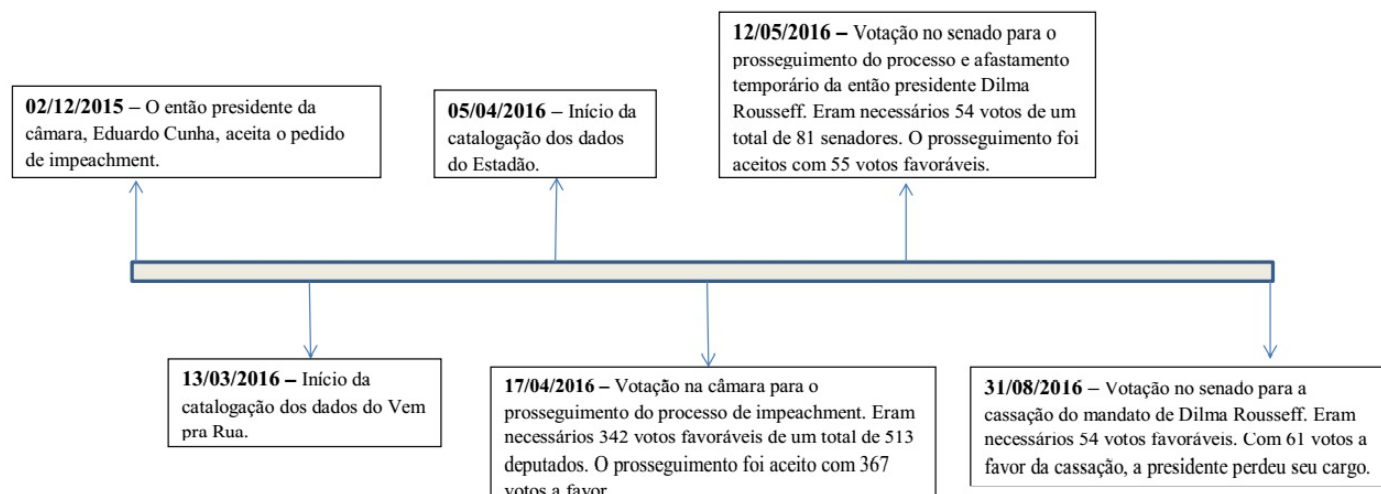 02/12/2015 – O então presidente da
câmara, Eduardo Cunha, aceita o pedido
de impeachment.
13/03/2016 – Início da
catalogação dos dados do Vem
pra Rua.
05/04/2016 – Início da
catalogação dos dados
do Estadão.
17/04/2016 – Votação na câmara para o
prosseguimento do processo de impeachment. Eram
necessários 342 votos favoráveis de um total de 513
deputados. O prosseguimento foi aceito com 367
votos a favor
12/05/2016 – Votação no senado para o
prosseguimento do processo e afastamento
temporário da então presidente Dilma
Rousseff. Eram necessários 54 votos de um
total de 81 senadores. O prosseguimento foi
aceitos com 55 votos favoráveis.
31/08/2016 – Votação no senado para a
cassação do mandato de Dilma Rousseff. Eram
necessários 54 votos favoráveis. Com 61 votos a
favor da cassação, a presidente perdeu seu cargo.